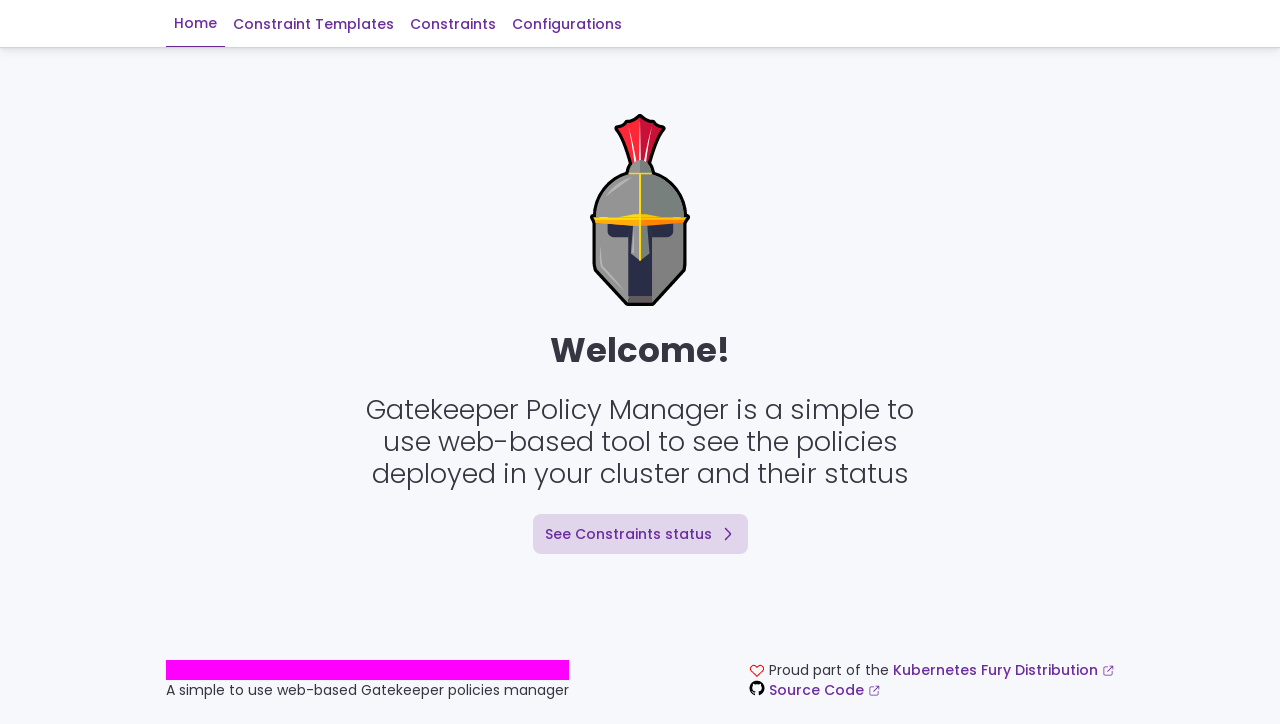 Home
Constraint Templates
Constraints
Configurations
Welcome!
Gatekeeper Policy Manager is a simple to
use web-based tool to see the policies
deployed in your cluster and their status
See Constraints status
A simple to use web-based Gatekeeper policies manager
Proud part of the Kubernetes Fury Distribution
Source Code